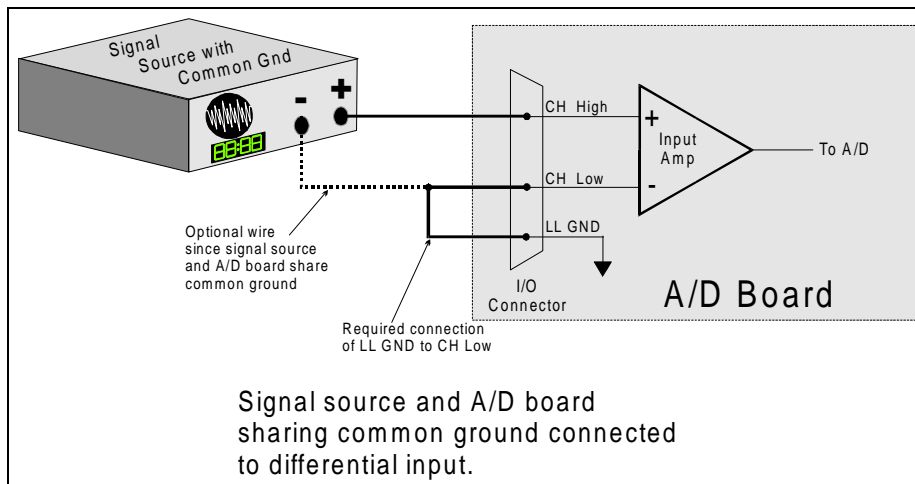 Signal
Source with
Common Gnd
-
+
88:88
CH High
+
Input
Amp
To A/D
CH Low
-
LL GND
Optional wire
since signal source
and A/D board share
common ground
I/O
Connector
A/D Board
Required connection
of LL GND to CH Low
Signal source and A/D board
sharing common ground connected
to differential input.